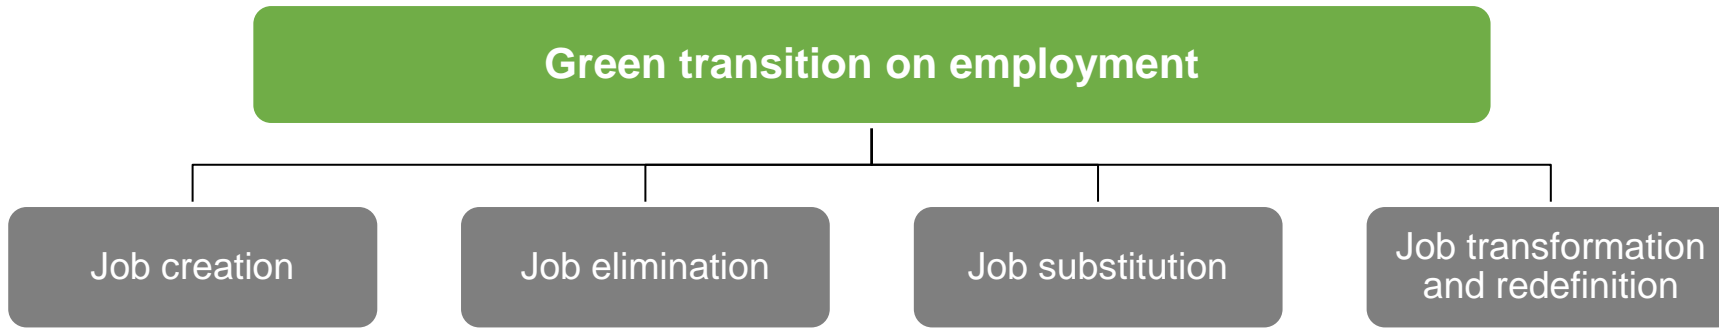 Green transition on employment
Job creation
Job elimination
Job substitution
Job transformation
and redefinition